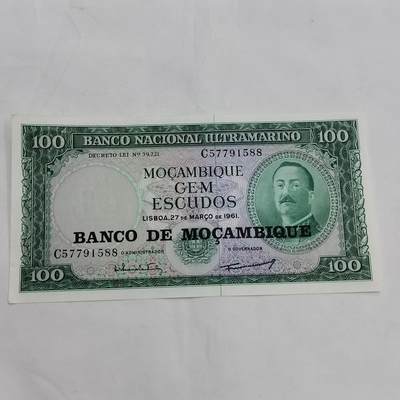 100 BANCO NACIONAL ULTRAMARINO 100
DECRETO LEI Nº 39221 C57791588
MOÇAMBIQUE
CEM
ESCUDOS
LISBOA, 27 DE MARÇO DE 1961.
BANCO DE MOÇAMBIQUE
C57791588 O ADMINISTRADOR O GOVERNADOR
100 100